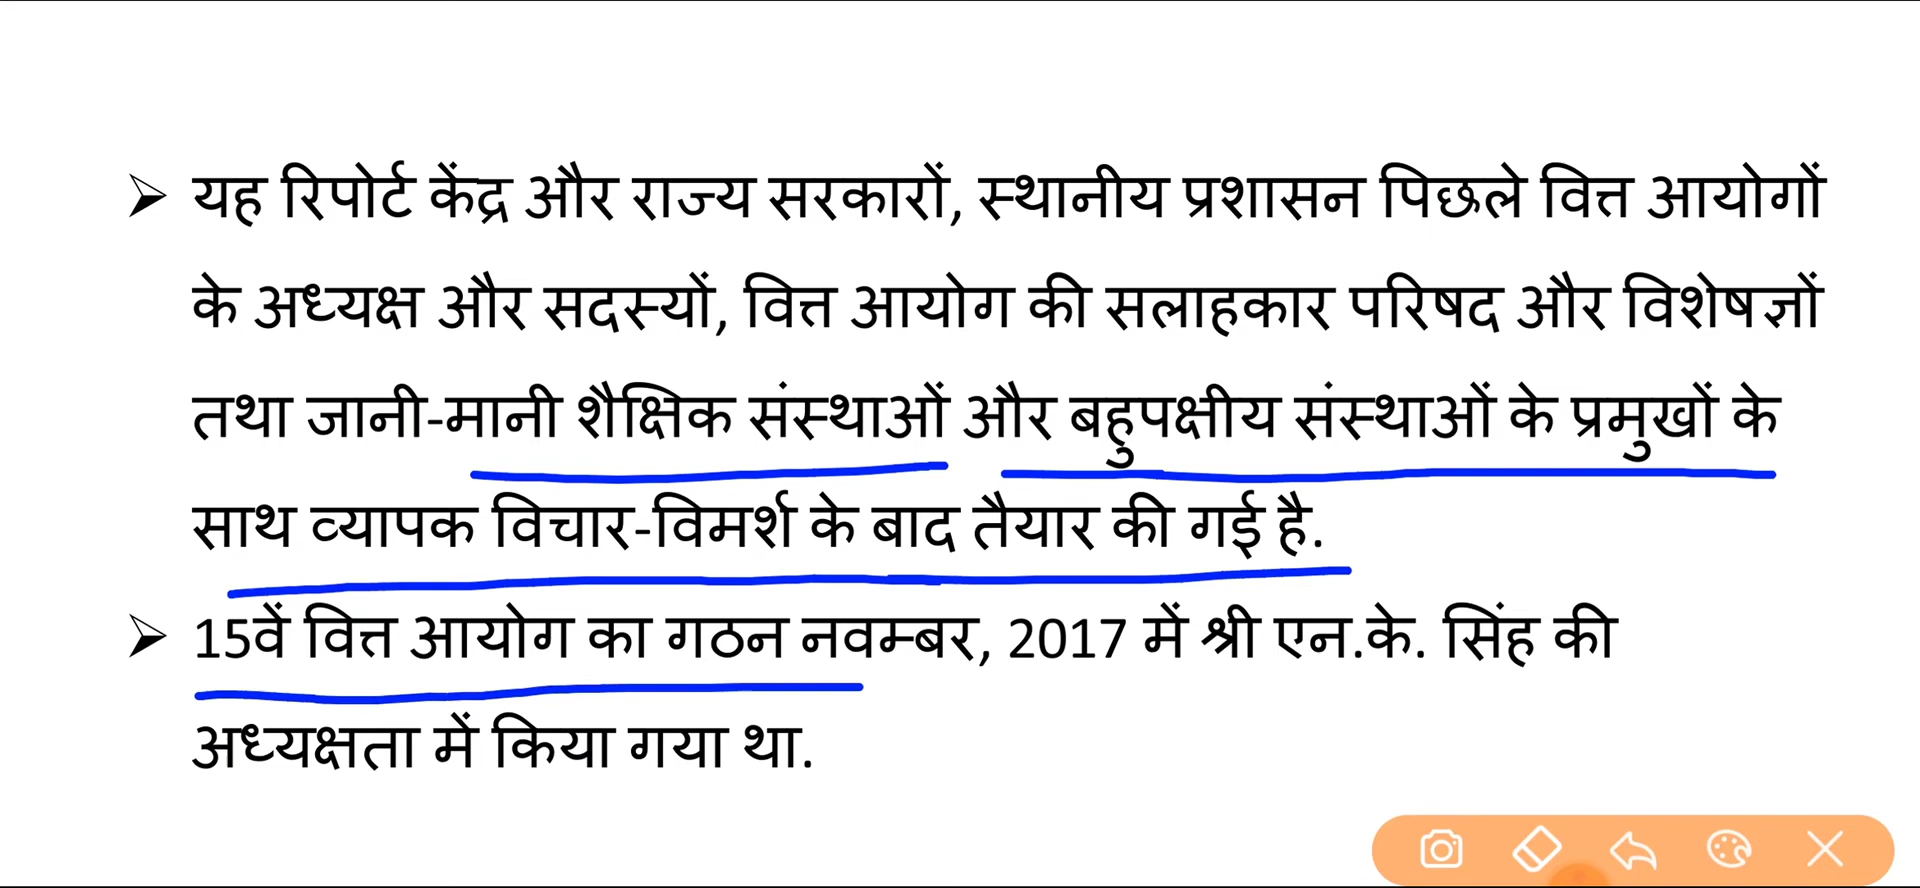 ➢ यह रिपोर्ट केंद्र और राज्य सरकारों, स्थानीय प्रशासन पिछले वित्त आयोगों
के अध्यक्ष और सदस्यों, वित्त आयोग की सलाहकार परिषद और विशेषज्ञों
तथा जानी-मानी शैक्षिक संस्थाओं और बहुपक्षीय संस्थाओं के प्रमुखों के
साथ व्यापक विचार-विमर्श के बाद तैयार की गई है.
➢ 15वें वित्त आयोग का गठन नवम्बर, 2017 में श्री एन.के. सिंह की
अध्यक्षता में किया गया था.